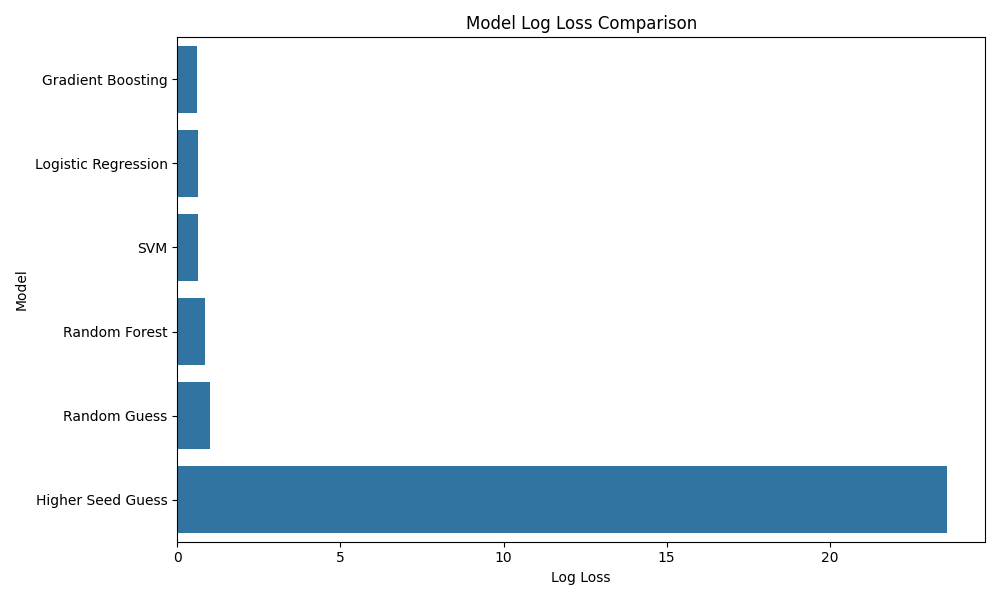 Model Log Loss Comparison
Gradient Boosting
Logistic Regression
SVM
Random Forest
Random Guess
Higher Seed Guess
Model
0 5 10 15 20
Log Loss